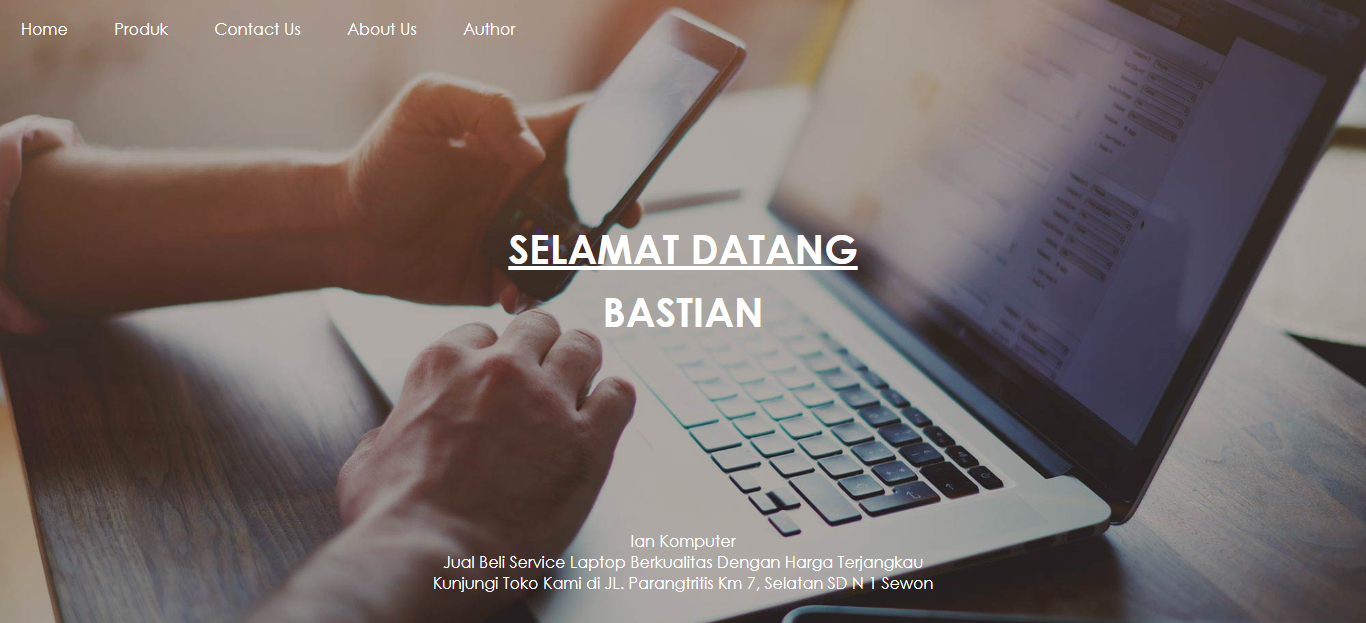 Home Produk Contact Us About Us Author
SELAMAT DATANG
BASTIAN
Ian Komputer
Jual Beli Service Laptop Berkualitas Dengan Harga Terjangkau
Kunjungi Toko Kami di JL. Parangtritis Km 7, Selatan SD N 1 Sewon